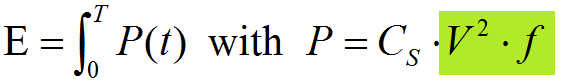 E = ∫₀ᵀ P(t) with P = C_S · V² · f